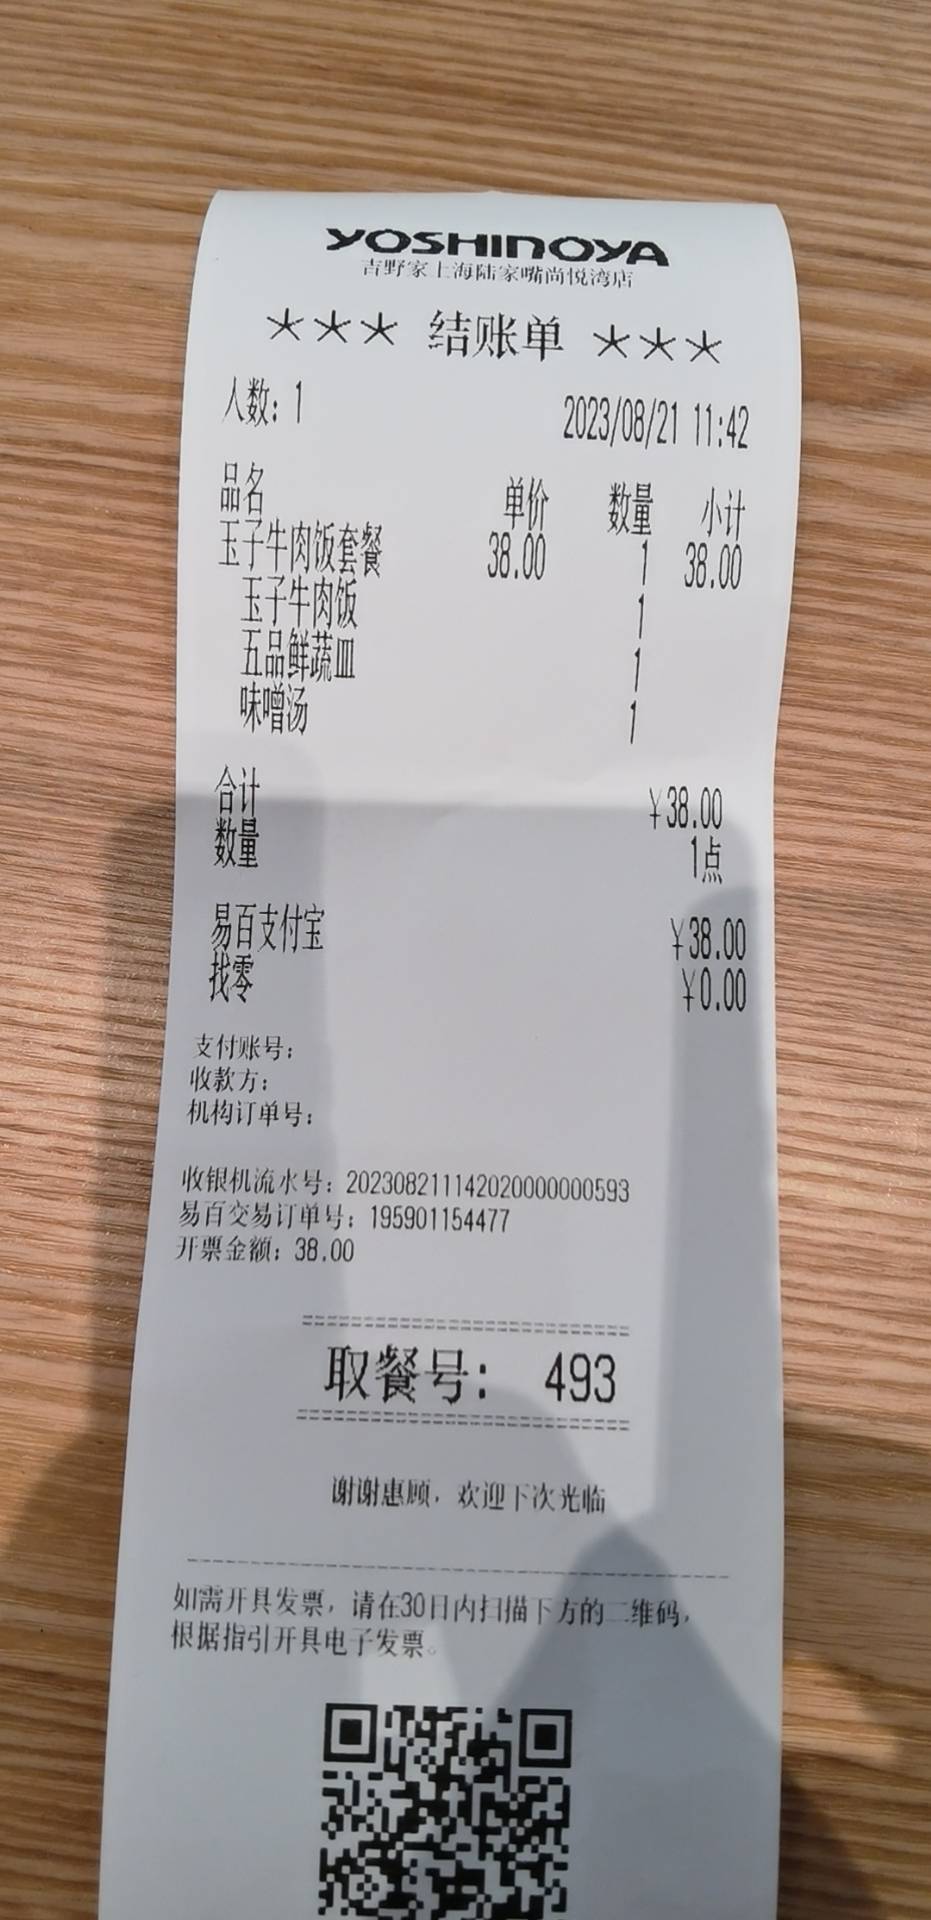 YOSHINOYA
吉野家上海陆家嘴尚悦湾店
*** 结账单 ***
人数: 1 2023/08/21 11:42
品名 单价 数量 小计
玉子牛肉饭套餐 38.00 1 38.00
玉子牛肉饭 1
五品鲜蔬皿 1
味噌汤 1
合计 ¥38.00
数量 1点
易百支付宝 ¥38.00
找零 ¥0.00
支付账号:
收款方:
机构订单号:
收银机流水号: 2023082111142020000000593
易百交易订单号: 195901154477
开票金额: 38.00
取餐号: 493
谢谢惠顾，欢迎下次光临
如需开具发票，请在30日内扫描下方的二维码，
根据指引开具电子发票。